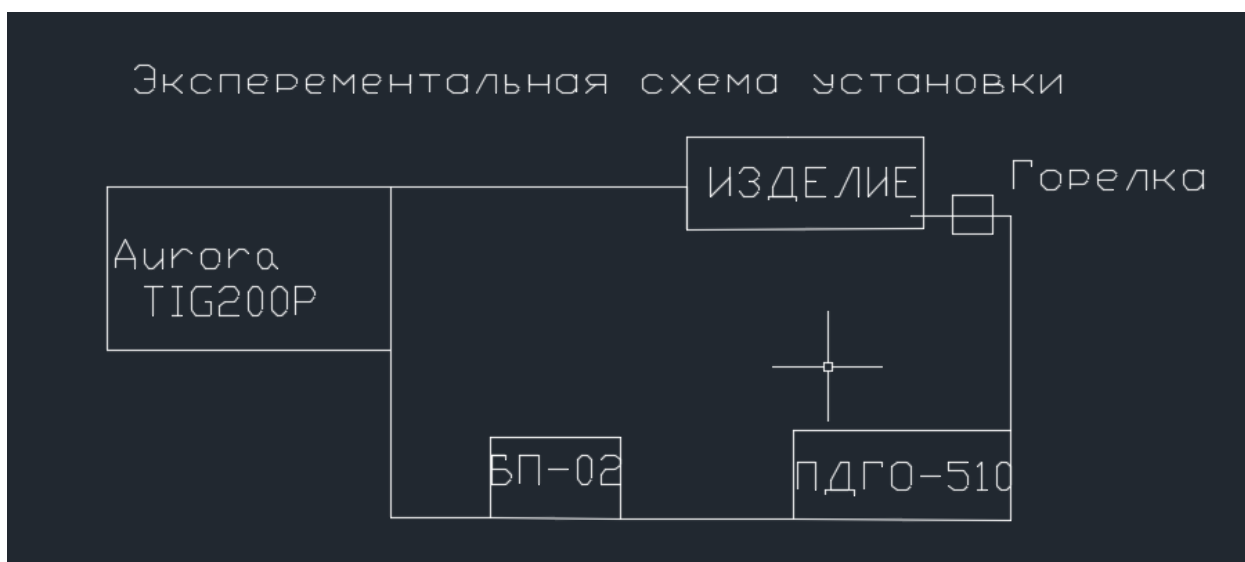 Эксперементальная схема установки
ИЗДЕЛИЕ
Горелка
Aurora
TIG200P
БП-02
ПДГО-510